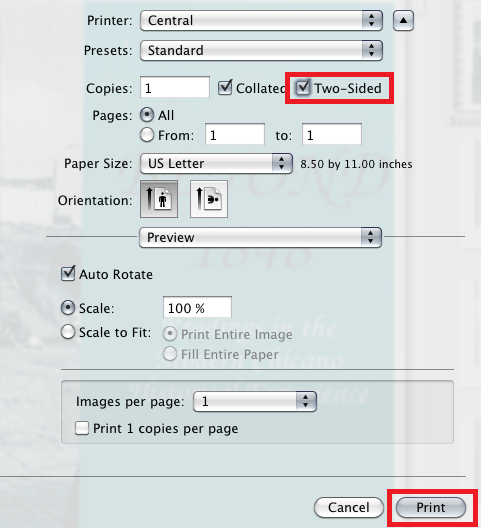 Printer: Central
Presets: Standard
Copies: 1 Collated Two-Sided
Pages: All
From: 1 to: 1
Paper Size: US Letter 8.50 by 11.00 inches
Orientation:
Preview
1848
Auto Rotate
Scale: 100 %
Scale to Fit: Print Entire Image
Fill Entire Paper
Images per page: 1
Print 1 copies per page
Cancel Print